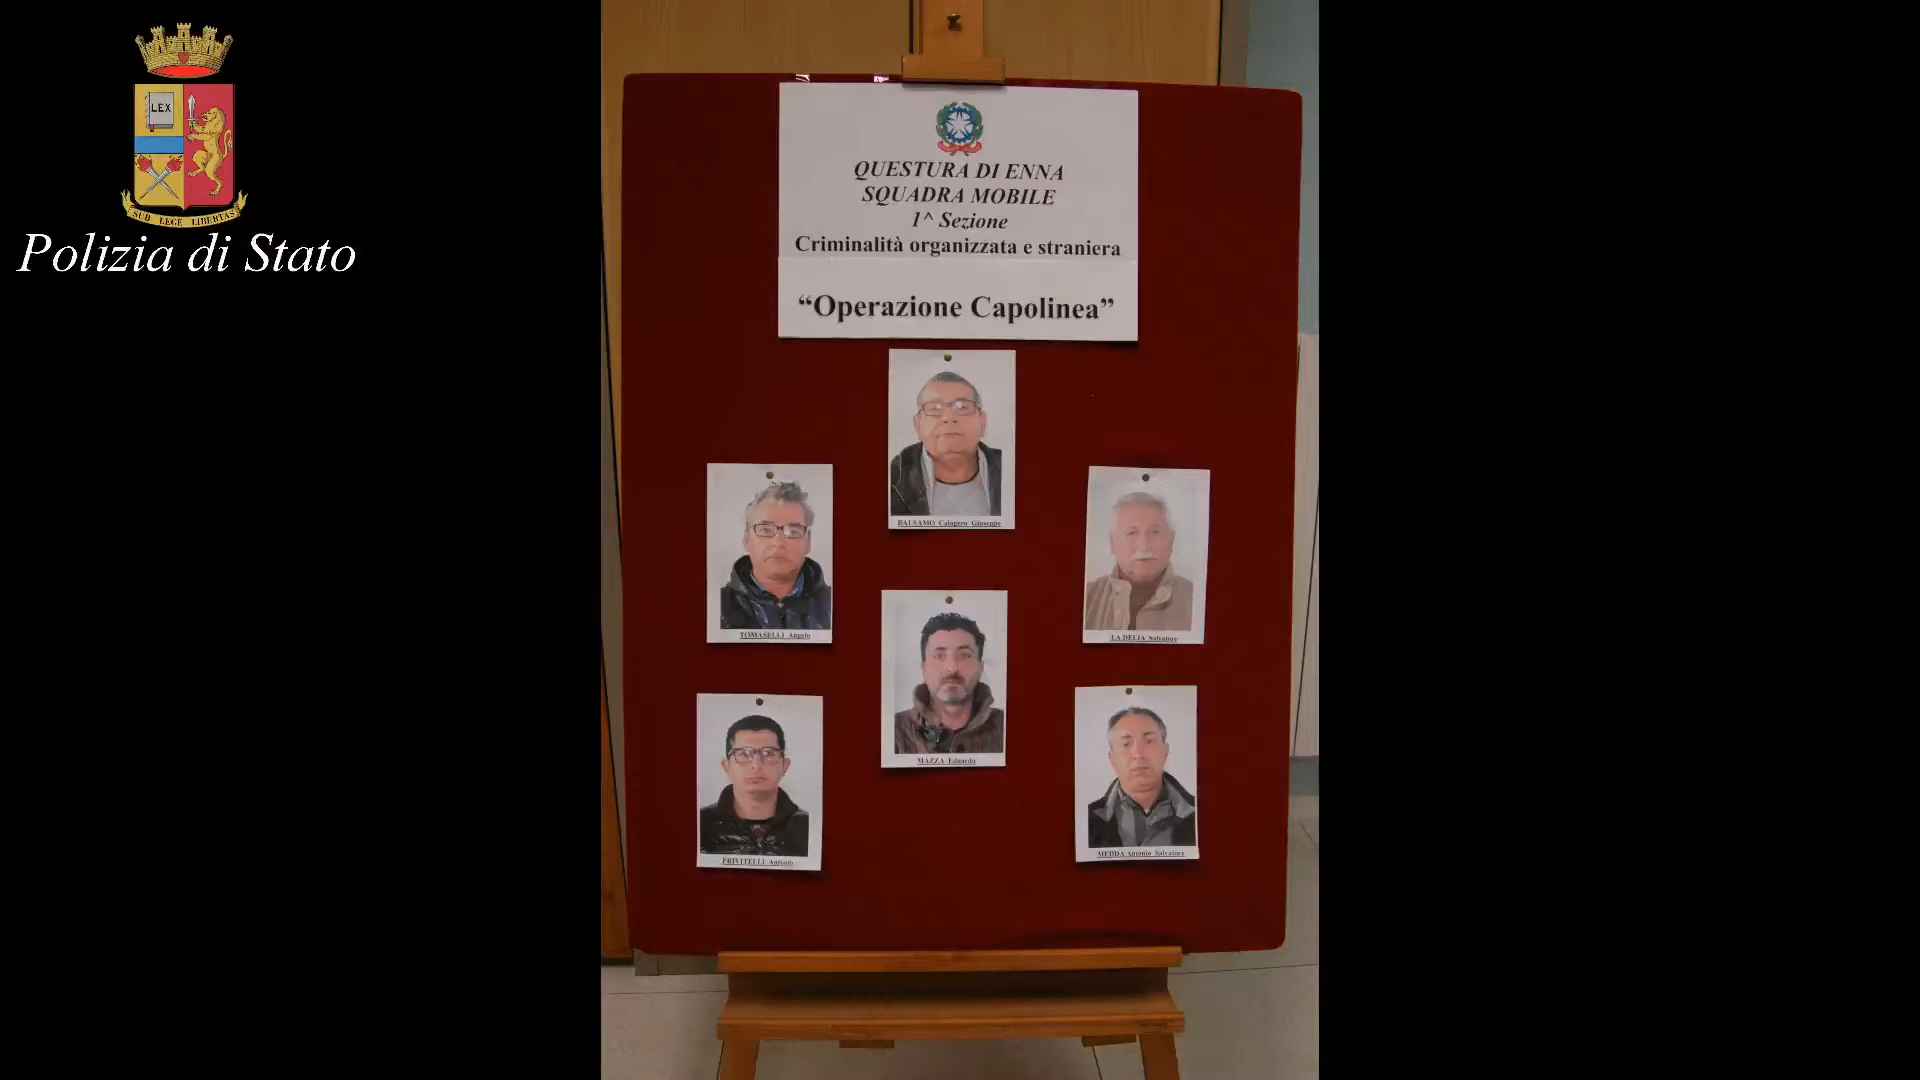 LEX
SUB LEGE LIBERTAS
Polizia di Stato
QUESTURA DI ENNA
SQUADRA MOBILE
1^ Sezione
Criminalità organizzata e straniera
“Operazione Capolinea”
BALSAMO Calogero Giuseppe
TOMASELLI Angelo
LA DELIA Salvatore
MAZZA Eduardo
PRIVITELLI
MEDDA Antonio Salvatore